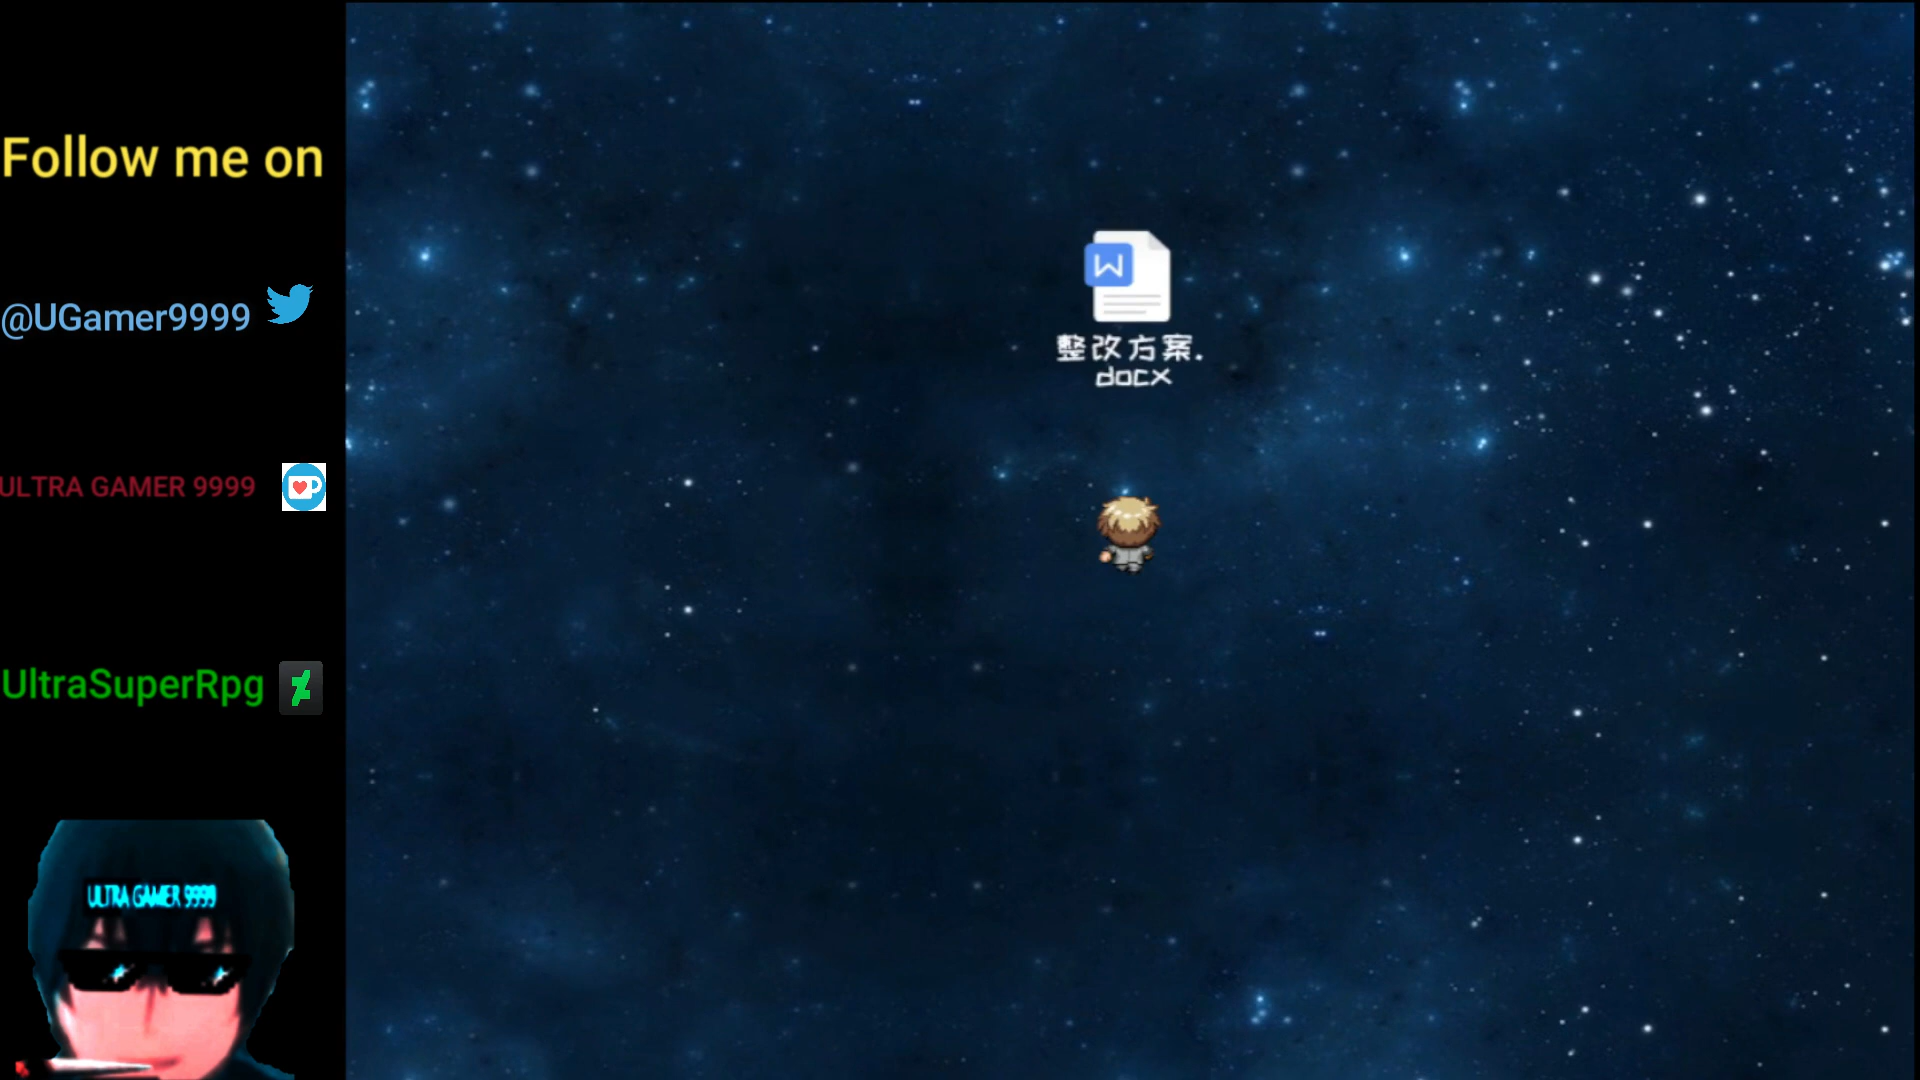 Follow me on
@UGamer9999
ULTRA GAMER 9999
UltraSuperRpg
ULTRA GAMER 9999
W
整改方案.
docx